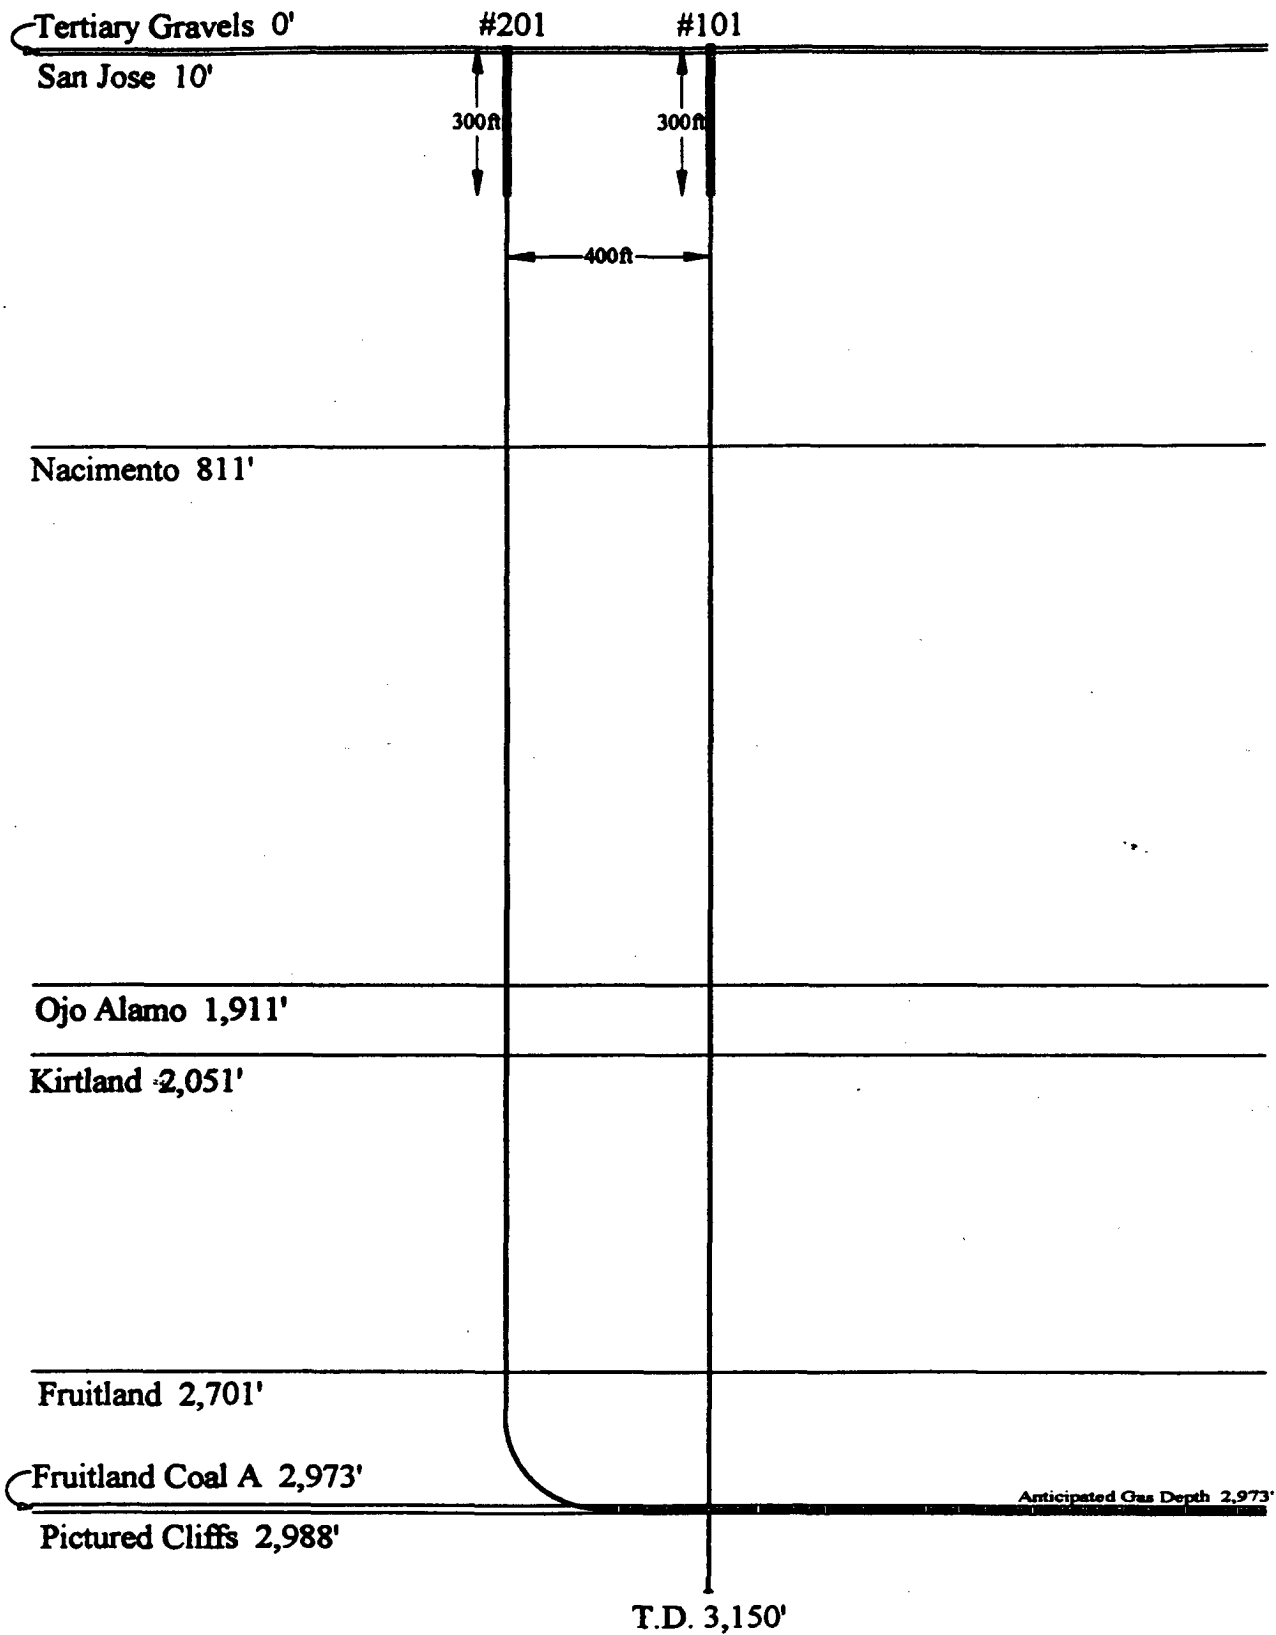 Tertiary Gravels 0' #201 #101
San Jose 10'
300ft 300ft
400ft
Nacimento 811'
Ojo Alamo 1,911'
Kirtland 2,051'
Fruitland 2,701'
Fruitland Coal A 2,973'
Anticipated Gas Depth 2,973'
Pictured Cliffs 2,988'
T.D. 3,150'